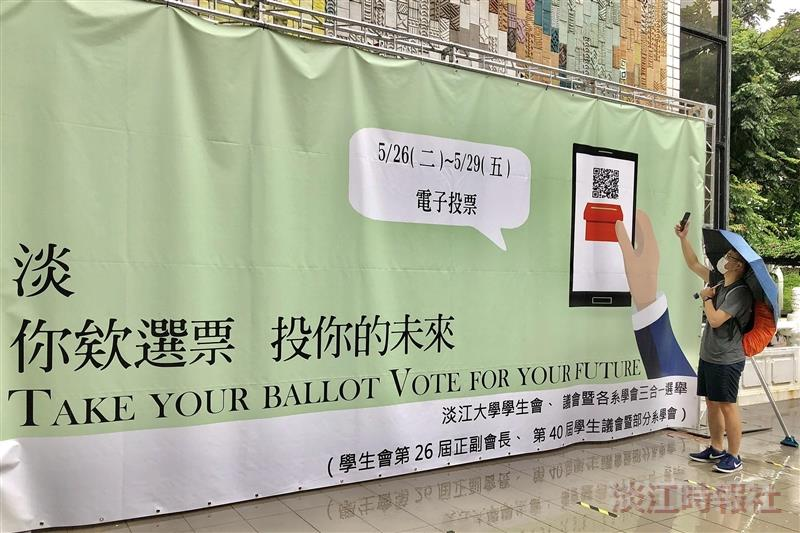 5/26(二)~5/29(五)
電子投票
淡
你欸選票 投你的未來
TAKE YOUR BALLOT VOTE FOR YOUR FUTURE
淡江大學學生會、議會暨各系學會三合一選舉
(學生會第26屆正副會長、第40屆學生議會暨部分系學會)
淡江時報社